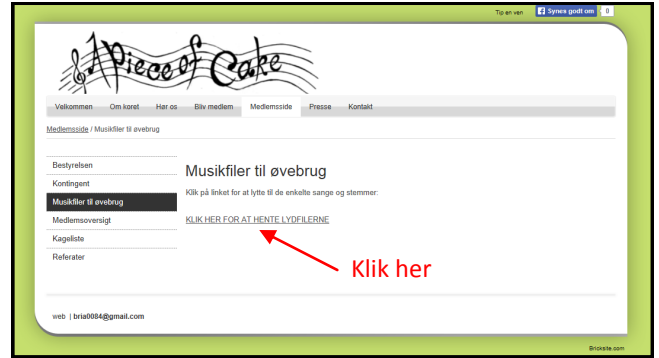 Tip en ven
Synes godt om 0
A Piece of Cake
Velkommen Om koret Hør os Bliv medlem Medlemsside Presse Kontakt
Medlemsside / Musikfiler til øvebrug
Bestyrelsen
Kontingent
Musikfiler til øvebrug
Medlemsoversigt
Kageliste
Referater
Musikfiler til øvebrug
Klik på linket for at lytte til de enkelte sange og stemmer:
KLIK HER FOR AT HENTE LYDFILERNE
Klik her
web | bria0084@gmail.com
Bricksite.com